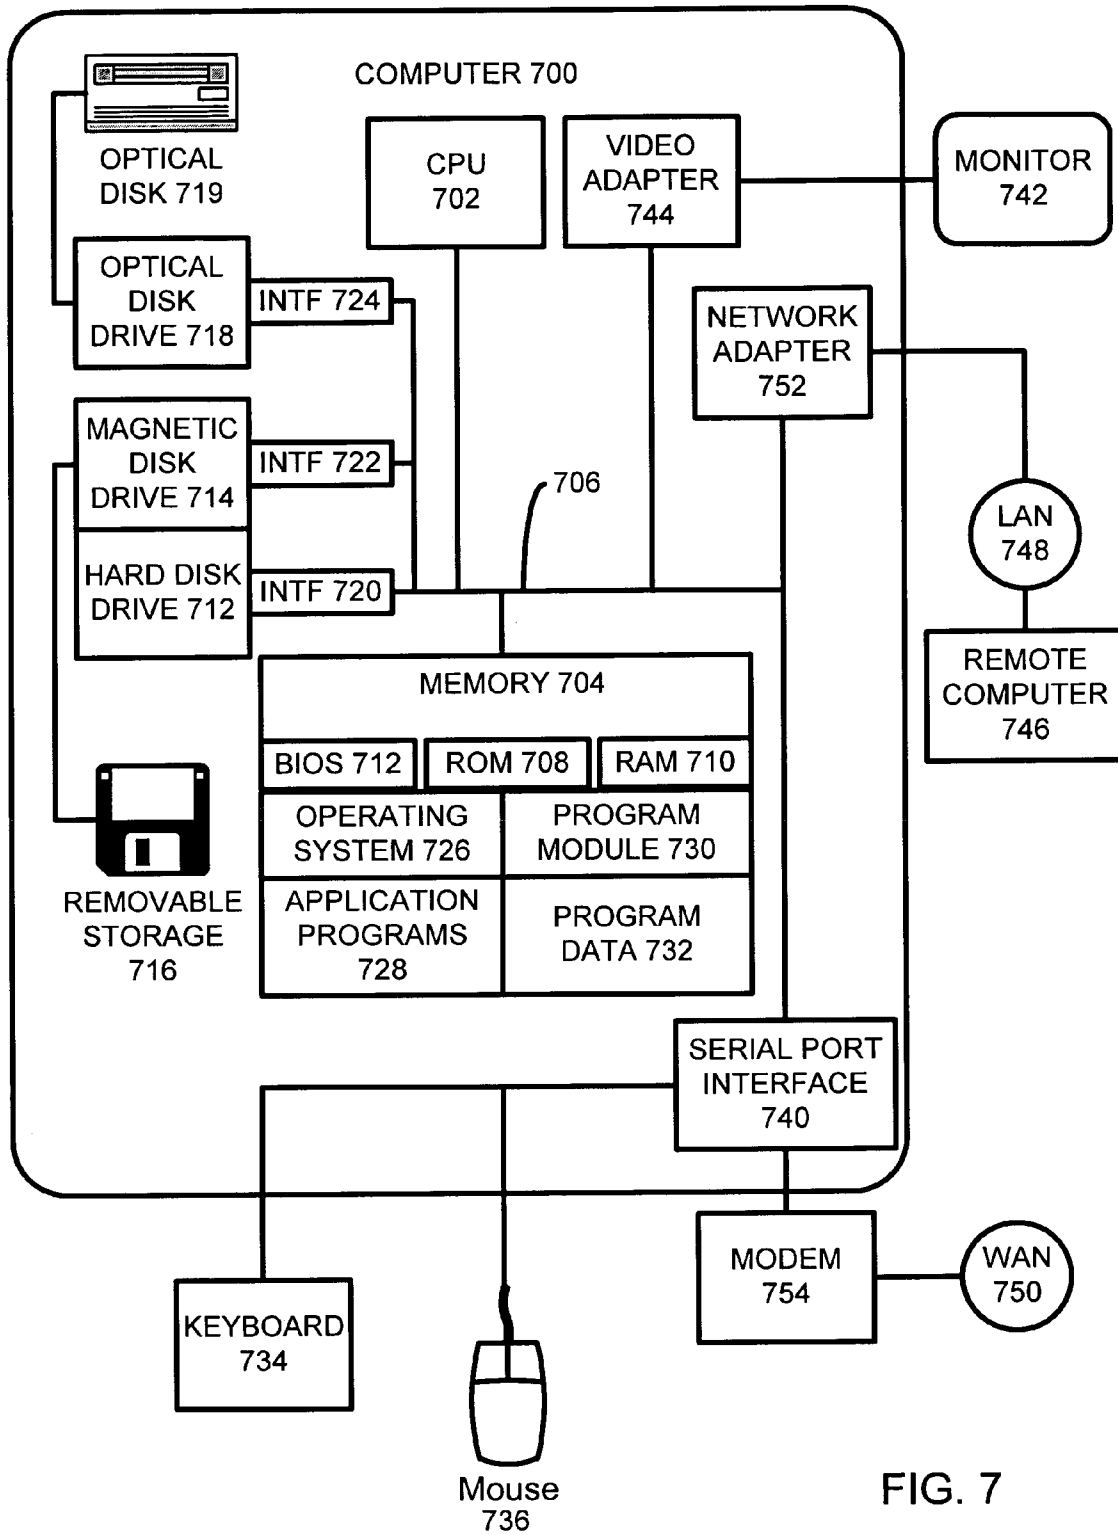 COMPUTER 700
OPTICAL
DISK 719
CPU
702
VIDEO
ADAPTER
744
MONITOR
742
OPTICAL
DISK
DRIVE 718
INTF 724
NETWORK
ADAPTER
752
MAGNETIC
DISK
DRIVE 714
INTF 722
706
LAN
748
HARD DISK
DRIVE 712
INTF 720
REMOTE
COMPUTER
746
MEMORY 704
BIOS 712
ROM 708
RAM 710
OPERATING
SYSTEM 726
PROGRAM
MODULE 730
REMOVABLE
STORAGE
716
APPLICATION
PROGRAMS
728
PROGRAM
DATA 732
SERIAL PORT
INTERFACE
740
MODEM
754
WAN
750
KEYBOARD
734
Mouse
736
FIG. 7